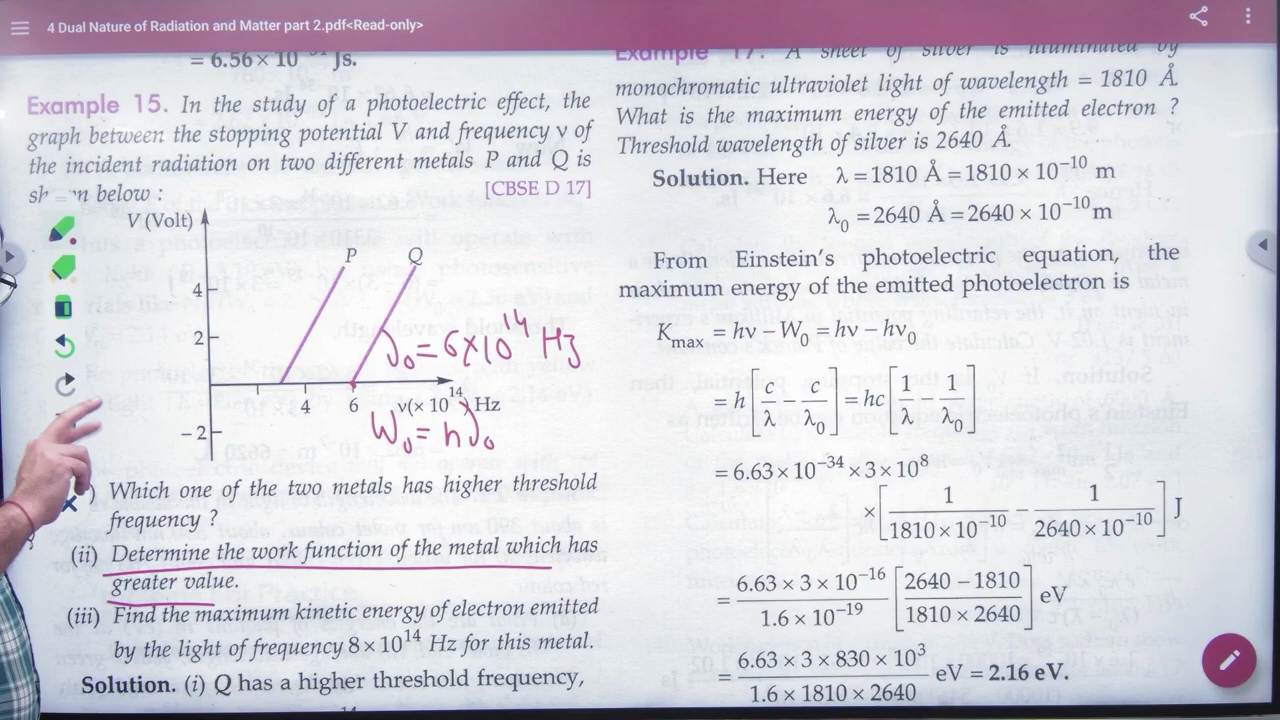 4 Dual Nature of Radiation and Matter part 2.pdf<Read-only>
= 6.56 × 10 Js.
Example 15. In the study of a photoelectric effect, the
graph between the stopping potential V and frequency ν of
the incident radiation on two different metals P and Q is
below :
[CBSE D 17]
V (Volt)
P
Q
4
2
ν₀ = 6×10¹⁴ Hz
4
6
ν(× 10¹⁴) Hz
W₀ = hν₀
− 2
) Which one of the two metals has higher threshold
frequency ?
(ii) Determine the work function of the metal which has
greater value.
(iii) Find the maximum kinetic energy of electron emitted
by the light of frequency 8 × 10¹⁴ Hz for this metal.
Solution. (i) Q has a higher threshold frequency,
Example 17. A sheet of silver is illuminated by
monochromatic ultraviolet light of wavelength = 1810 Å.
What is the maximum energy of the emitted electron ?
Threshold wavelength of silver is 2640 Å.
Solution. Here λ = 1810 Å = 1810 × 10⁻¹⁰ m
λ₀ = 2640 Å = 2640 × 10⁻¹⁰ m
From Einstein's photoelectric equation, the
maximum energy of the emitted photoelectron is
Kmax = hν − W₀ = hν − hν₀
= h [c/λ − c/λ₀] = hc [1/λ − 1/λ₀]
= 6.63 × 10⁻³⁴ × 3 × 10⁸
× [1/(1810 × 10⁻¹⁰) − 1/(2640 × 10⁻¹⁰)] J
= (6.63 × 3 × 10⁻¹⁶)/(1.6 × 10⁻¹⁹) [(2640 − 1810)/(1810 × 2640)] eV
= (6.63 × 3 × 830 × 10³)/(1.6 × 1810 × 2640) eV = 2.16 eV.